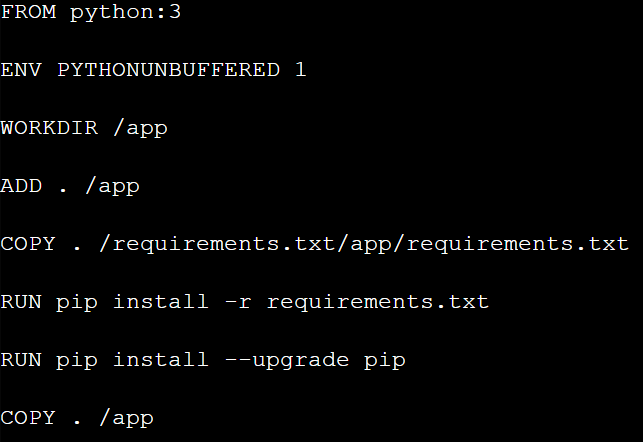 FROM python:3
ENV PYTHONUNBUFFERED 1
WORKDIR /app
ADD . /app
COPY . /requirements.txt/app/requirements.txt
RUN pip install -r requirements.txt
RUN pip install --upgrade pip
COPY . /app